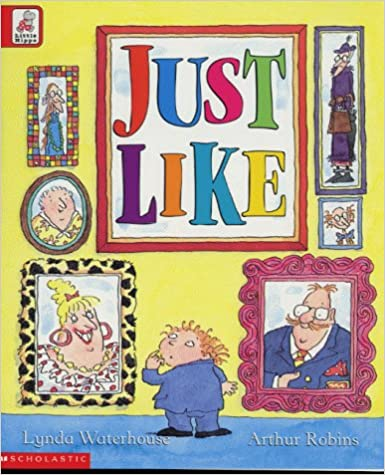 Little
Hippo
JUST
LIKE
Lynda Waterhouse
Arthur Robins
SCHOLASTIC